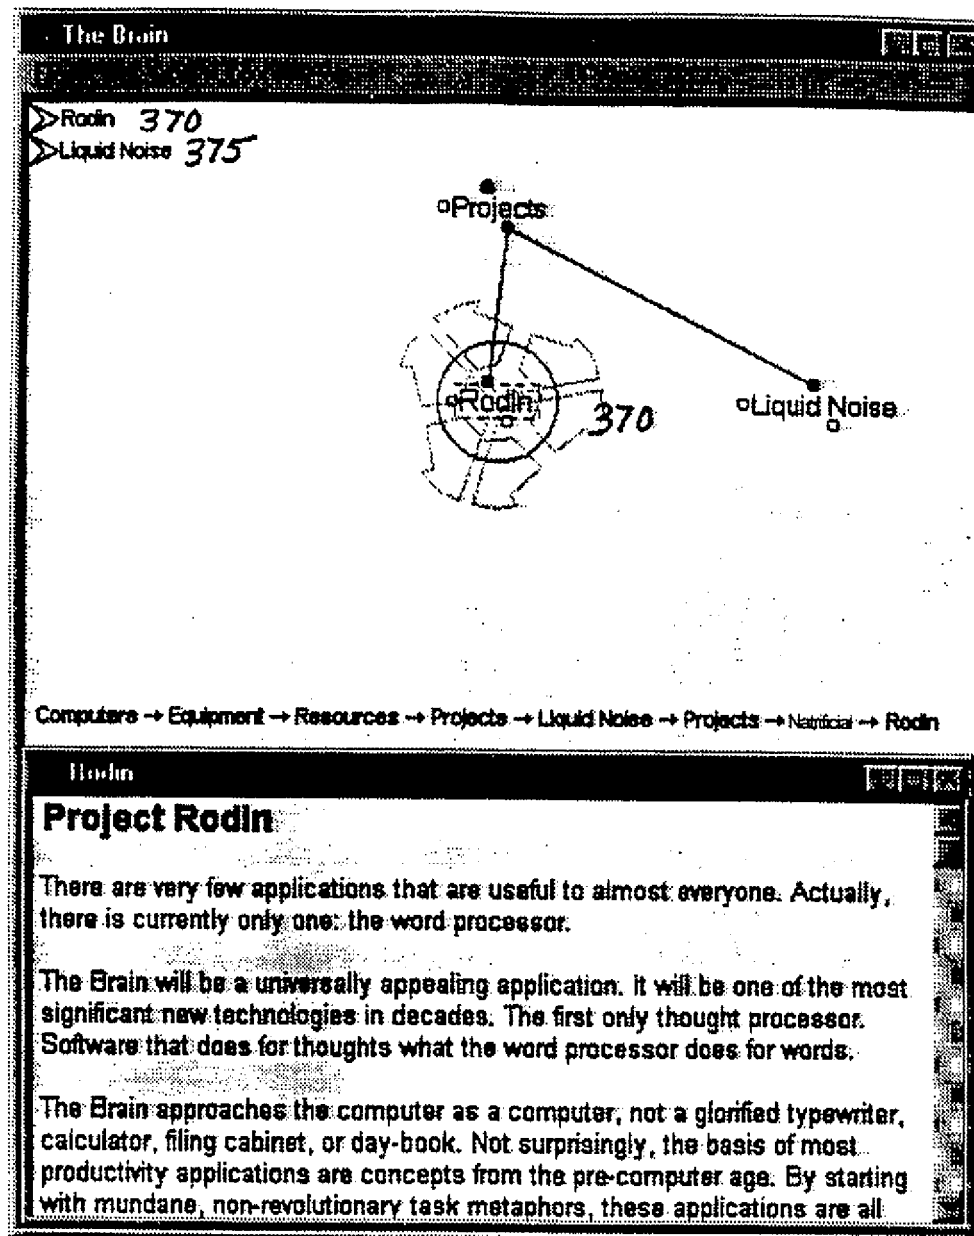 The Brain
Rodin 370
Liquid Noise 375
Projects
Rodin
370
Liquid Noise
Computers → Equipment → Resources → Projects → Liquid Noise → Projects → Natrificial → Rodin
Rodin
Project Rodin
There are very few applications that are useful to almost everyone. Actually,
there is currently only one: the word processor.
The Brain will be a universally appealing application. It will be one of the most
significant new technologies in decades. The first only thought processor.
Software that does for thoughts what the word processor does for words.
The Brain approaches the computer as a computer, not a glorified typewriter,
calculator, filing cabinet, or day-book. Not surprisingly, the basis of most
productivity applications are concepts from the pre-computer age. By starting
with mundane, non-revolutionary task metaphors, these applications are all